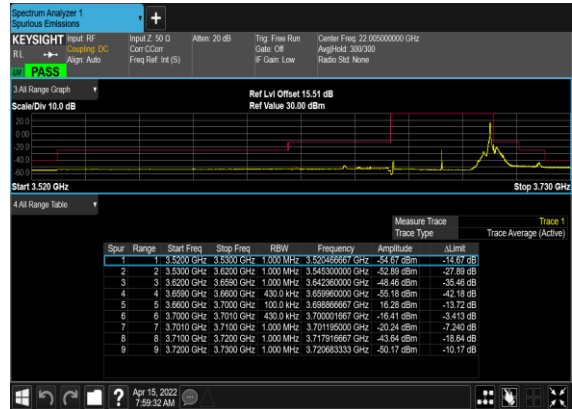 Spectrum Analyzer 1
Spurious Emissions
KEYSIGHT Input: RF Input Z: 50 Ω Atten: 20 dB Trig: Free Run Center Freq: 22.005000000 GHz
RL Coupling: DC Corr CCorr Gate: Off Avg|Hold: 300/300
Align: Auto Freq Ref: Int (S) IF Gain: Low Radio Std: None
LW PASS
3 All Range Graph Ref Lvl Offset 15.51 dB
Scale/Div 10.0 dB Ref Value 30.00 dBm
20.0
0.00
-20.0
-40.0
-60.0
Start 3.520 GHz Stop 3.730 GHz
4 All Range Table
Measure Trace Trace 1
Trace Type Trace Average (Active)
Spur Range Start Freq Stop Freq RBW Frequency Amplitude ΔLimit
1 1 3.5200 GHz 3.5300 GHz 1.000 MHz 3.520466667 GHz -54.67 dBm -14.67 dB
2 2 3.5300 GHz 3.6200 GHz 1.000 MHz 3.545300000 GHz -52.89 dBm -27.89 dB
3 3 3.6200 GHz 3.6590 GHz 1.000 MHz 3.642360000 GHz -48.46 dBm -35.46 dB
4 4 3.6590 GHz 3.6600 GHz 430.0 kHz 3.659960000 GHz -55.18 dBm -42.18 dB
5 5 3.6600 GHz 3.7000 GHz 100.0 kHz 3.698866667 GHz 16.28 dBm -13.72 dB
6 6 3.7000 GHz 3.7010 GHz 430.0 kHz 3.700001667 GHz -16.41 dBm -3.413 dB
7 7 3.7010 GHz 3.7100 GHz 1.000 MHz 3.701195000 GHz -20.24 dBm -7.240 dB
8 8 3.7100 GHz 3.7200 GHz 1.000 MHz 3.717916667 GHz -43.64 dBm -18.64 dB
9 9 3.7200 GHz 3.7300 GHz 1.000 MHz 3.720683333 GHz -50.17 dBm -10.17 dB
Apr 15, 2022
7:59:32 AM